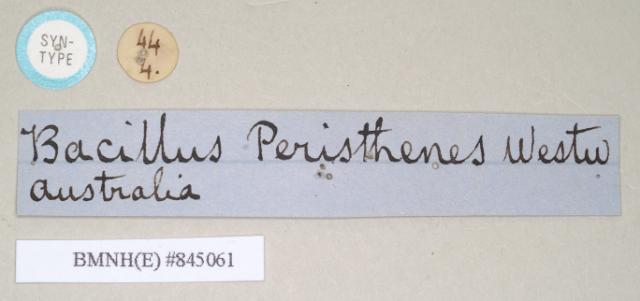 SYN-
TYPE
44
4.
Bacillus Peristhenes Westw
australia
BMNH(E) #845061